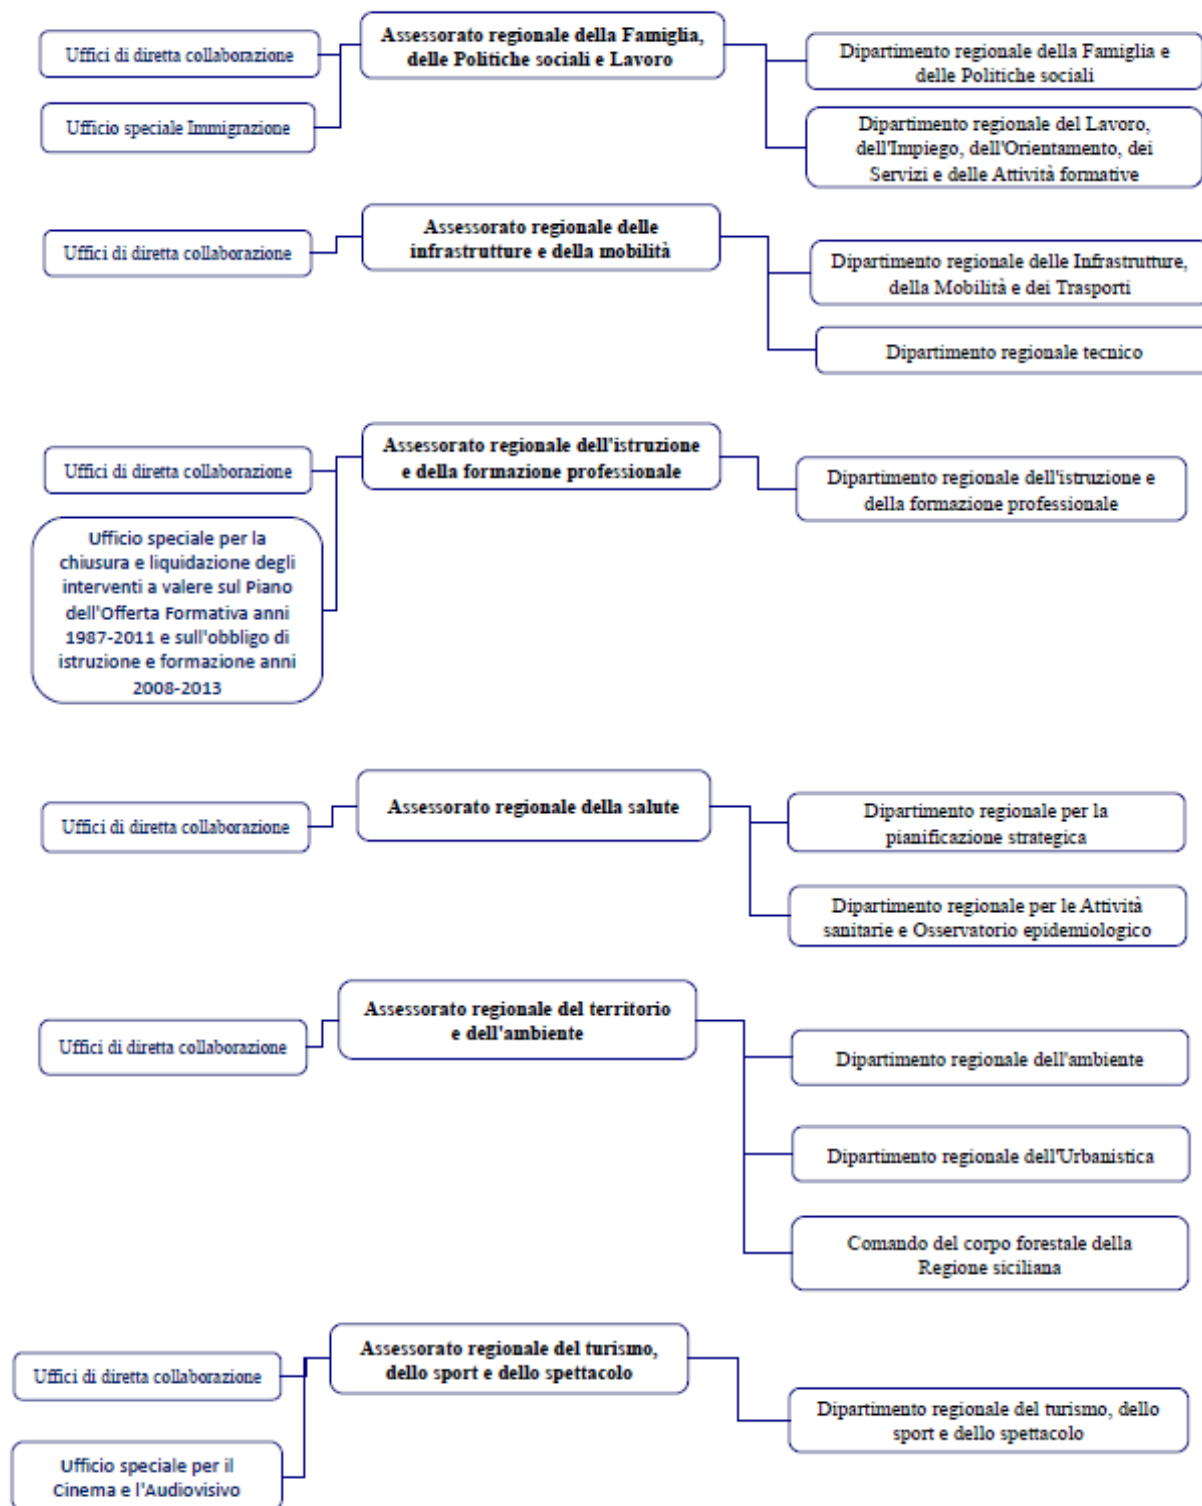 Uffici di diretta collaborazione
Assessorato regionale della Famiglia,
delle Politiche sociali e Lavoro
Dipartimento regionale della Famiglia e
delle Politiche sociali
Ufficio speciale Immigrazione
Dipartimento regionale del Lavoro,
dell'Impiego, dell'Orientamento, dei
Servizi e delle Attività formative
Uffici di diretta collaborazione
Assessorato regionale delle
infrastrutture e della mobilità
Dipartimento regionale delle Infrastrutture,
della Mobilità e dei Trasporti
Dipartimento regionale tecnico
Uffici di diretta collaborazione
Assessorato regionale dell'istruzione
e della formazione professionale
Dipartimento regionale dell'istruzione e
della formazione professionale
Ufficio speciale per la
chiusura e liquidazione degli
interventi a valere sul Piano
dell'Offerta Formativa anni
1987-2011 e sull'obbligo di
istruzione e formazione anni
2008-2013
Uffici di diretta collaborazione
Assessorato regionale della salute
Dipartimento regionale per la
pianificazione strategica
Dipartimento regionale per le Attività
sanitarie e Osservatorio epidemiologico
Uffici di diretta collaborazione
Assessorato regionale del territorio
e dell'ambiente
Dipartimento regionale dell'ambiente
Dipartimento regionale dell'Urbanistica
Comando del corpo forestale della
Regione siciliana
Uffici di diretta collaborazione
Assessorato regionale del turismo,
dello sport e dello spettacolo
Dipartimento regionale del turismo, dello
sport e dello spettacolo
Ufficio speciale per il
Cinema e l'Audiovisivo